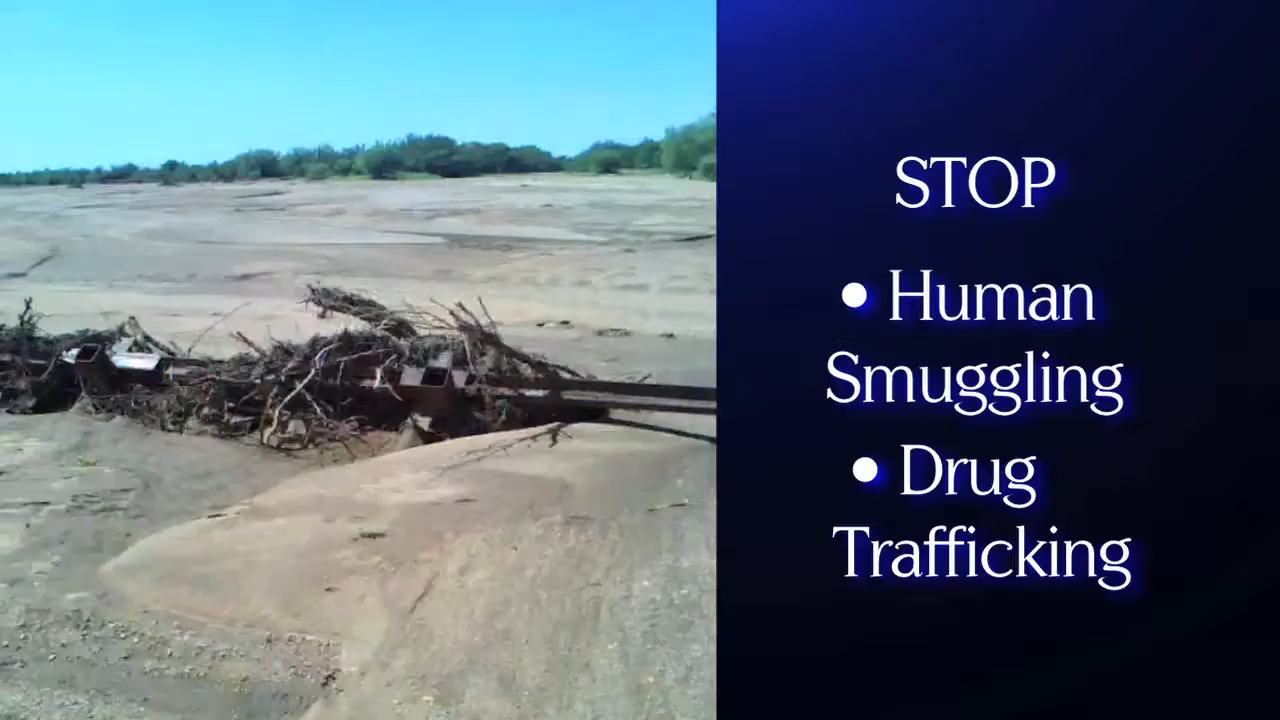 STOP
• Human
Smuggling
• Drug
Trafficking